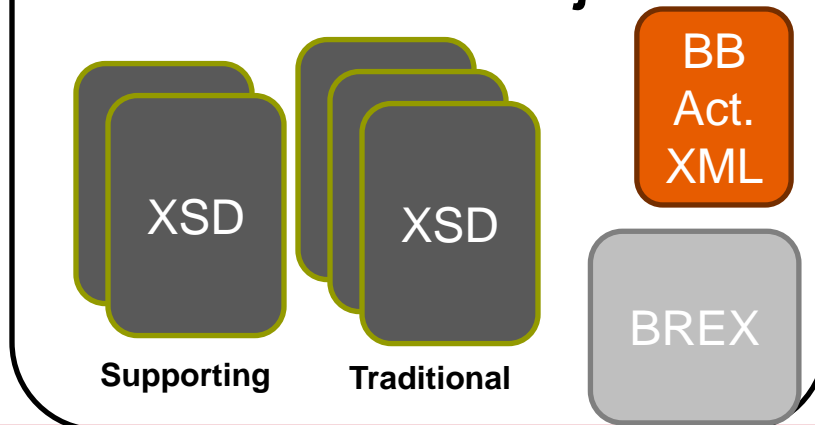 BB
Act.
XML
XSD
XSD
BREX
Supporting
Traditional